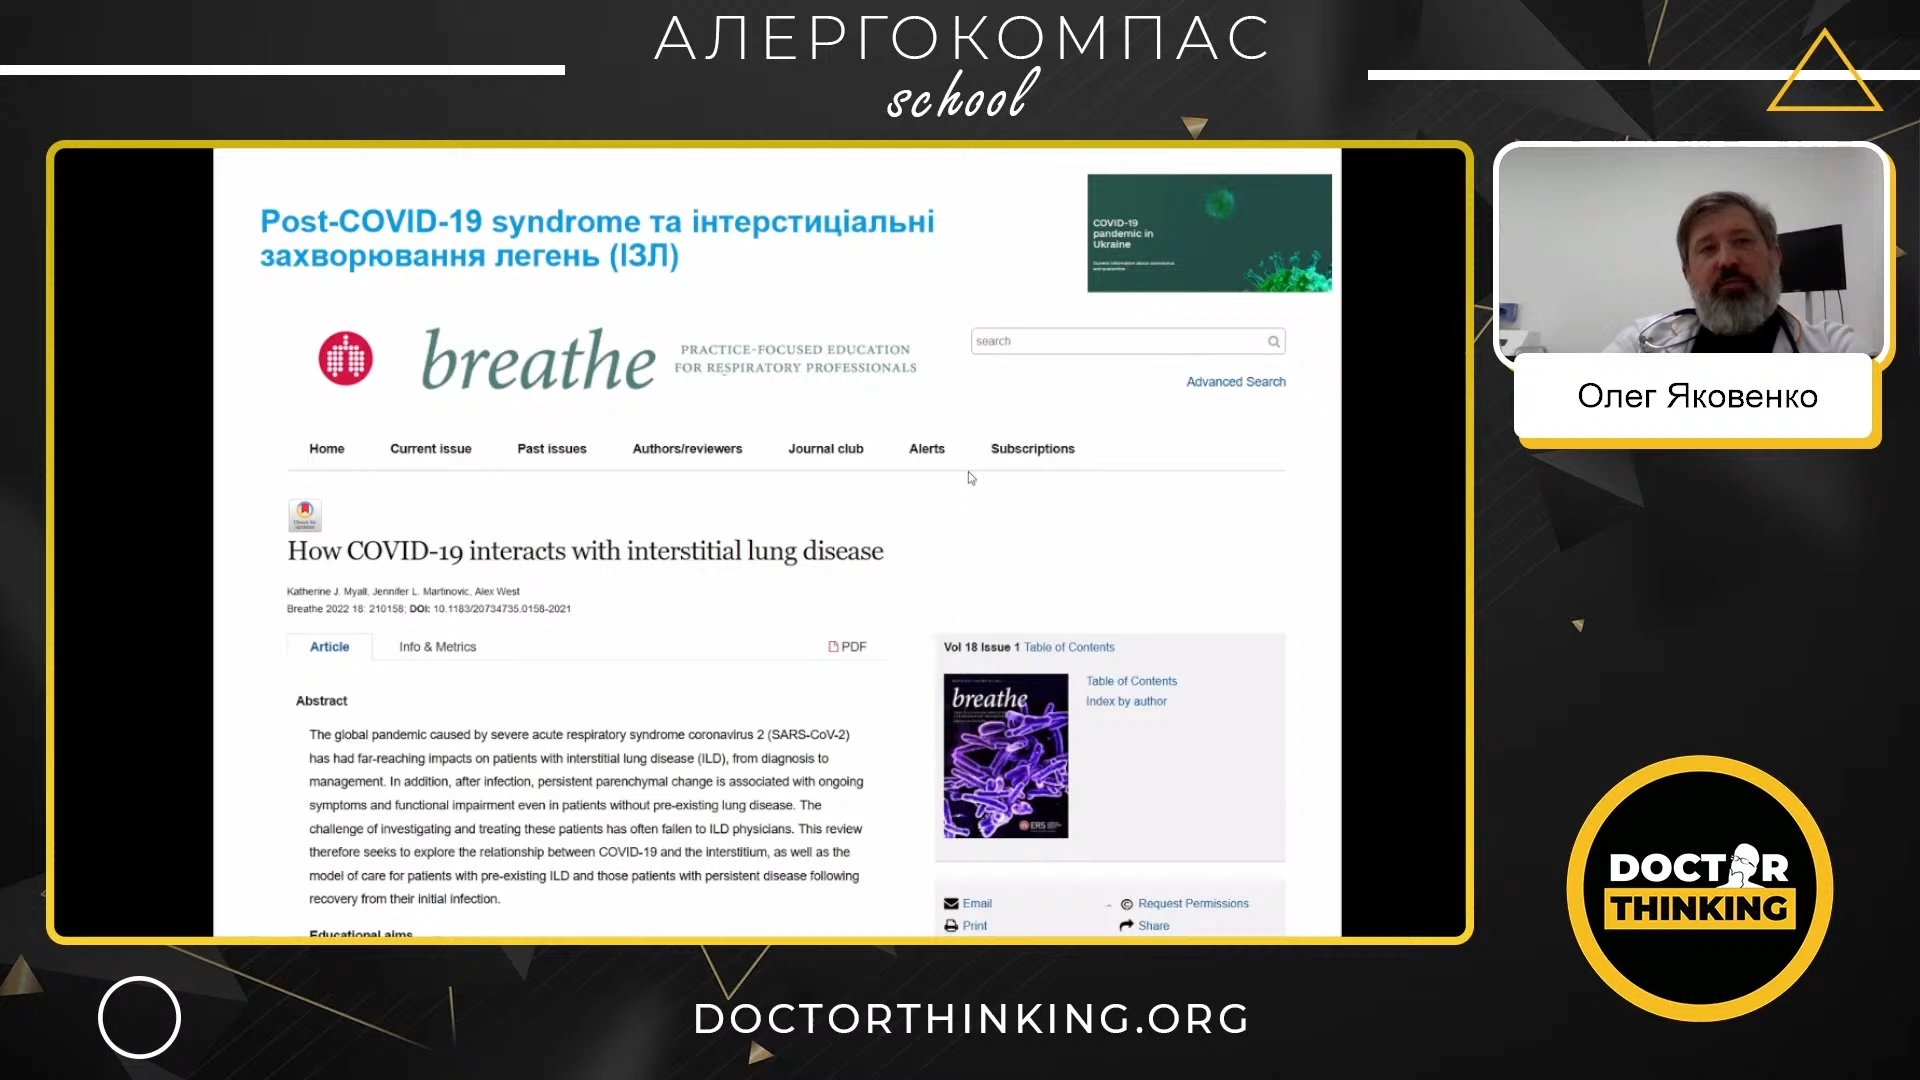 АЛЕРГОКОМПАС
school
Post-COVID-19 syndrome та інтерстиціальні
захворювання легень (ІЗЛ)
COVID-19
pandemic in
Ukraine
breathe
PRACTICE-FOCUSED EDUCATION
FOR RESPIRATORY PROFESSIONALS
search
Advanced Search
Home Current issue Past issues Authors/reviewers Journal club Alerts Subscriptions
Check for
updates
How COVID-19 interacts with interstitial lung disease
Katherine J. Myall, Jennifer L. Martinovic, Alex West
Breathe 2022 18: 210158; DOI: 10.1183/20734735.0158-2021
Article Info & Metrics PDF
Abstract
The global pandemic caused by severe acute respiratory syndrome coronavirus 2 (SARS-CoV-2)
has had far-reaching impacts on patients with interstitial lung disease (ILD), from diagnosis to
management. In addition, after infection, persistent parenchymal change is associated with ongoing
symptoms and functional impairment even in patients without pre-existing lung disease. The
challenge of investigating and treating these patients has often fallen to ILD physicians. This review
therefore seeks to explore the relationship between COVID-19 and the interstitium, as well as the
model of care for patients with pre-existing ILD and those patients with persistent disease following
recovery from their initial infection.
Educational aims
Vol 18 Issue 1 Table of Contents
breathe
ERS
Table of Contents
Index by author
Email
Request Permissions
Print
Share
Олег Яковенко
DOCTOR
THINKING
DOCTORTHINKING.ORG